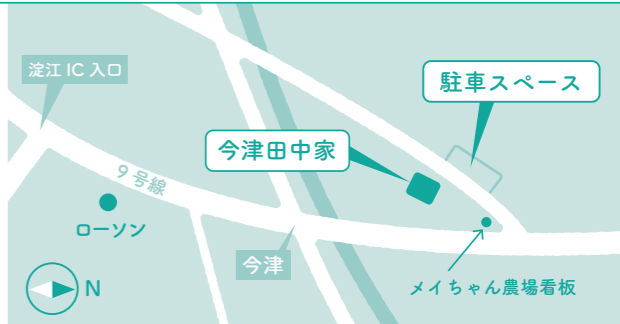 淀江 IC 入口
駐車スペース
今津田中家
9号線
ローソン
今津
N
メイちゃん農場看板